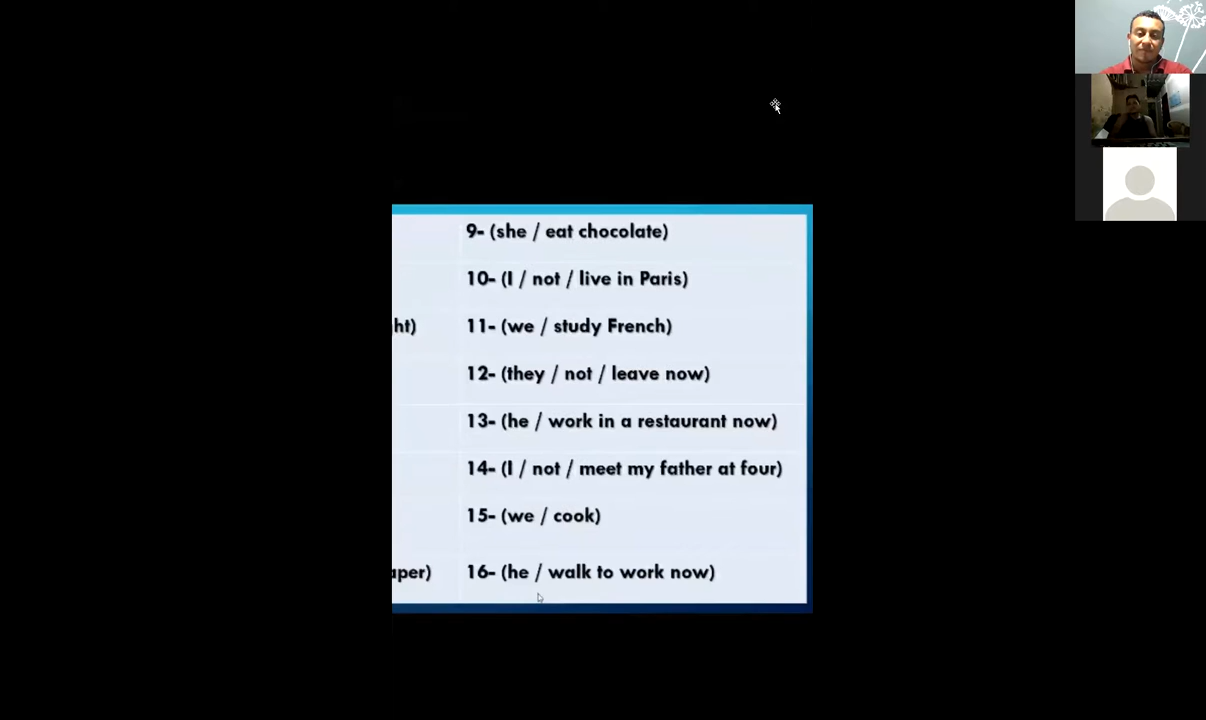 9- (she / eat chocolate)
10- (I / not / live in Paris)
ht) 11- (we / study French)
12- (they / not / leave now)
13- (he / work in a restaurant now)
14- (I / not / meet my father at four)
15- (we / cook)
aper) 16- (he / walk to work now)